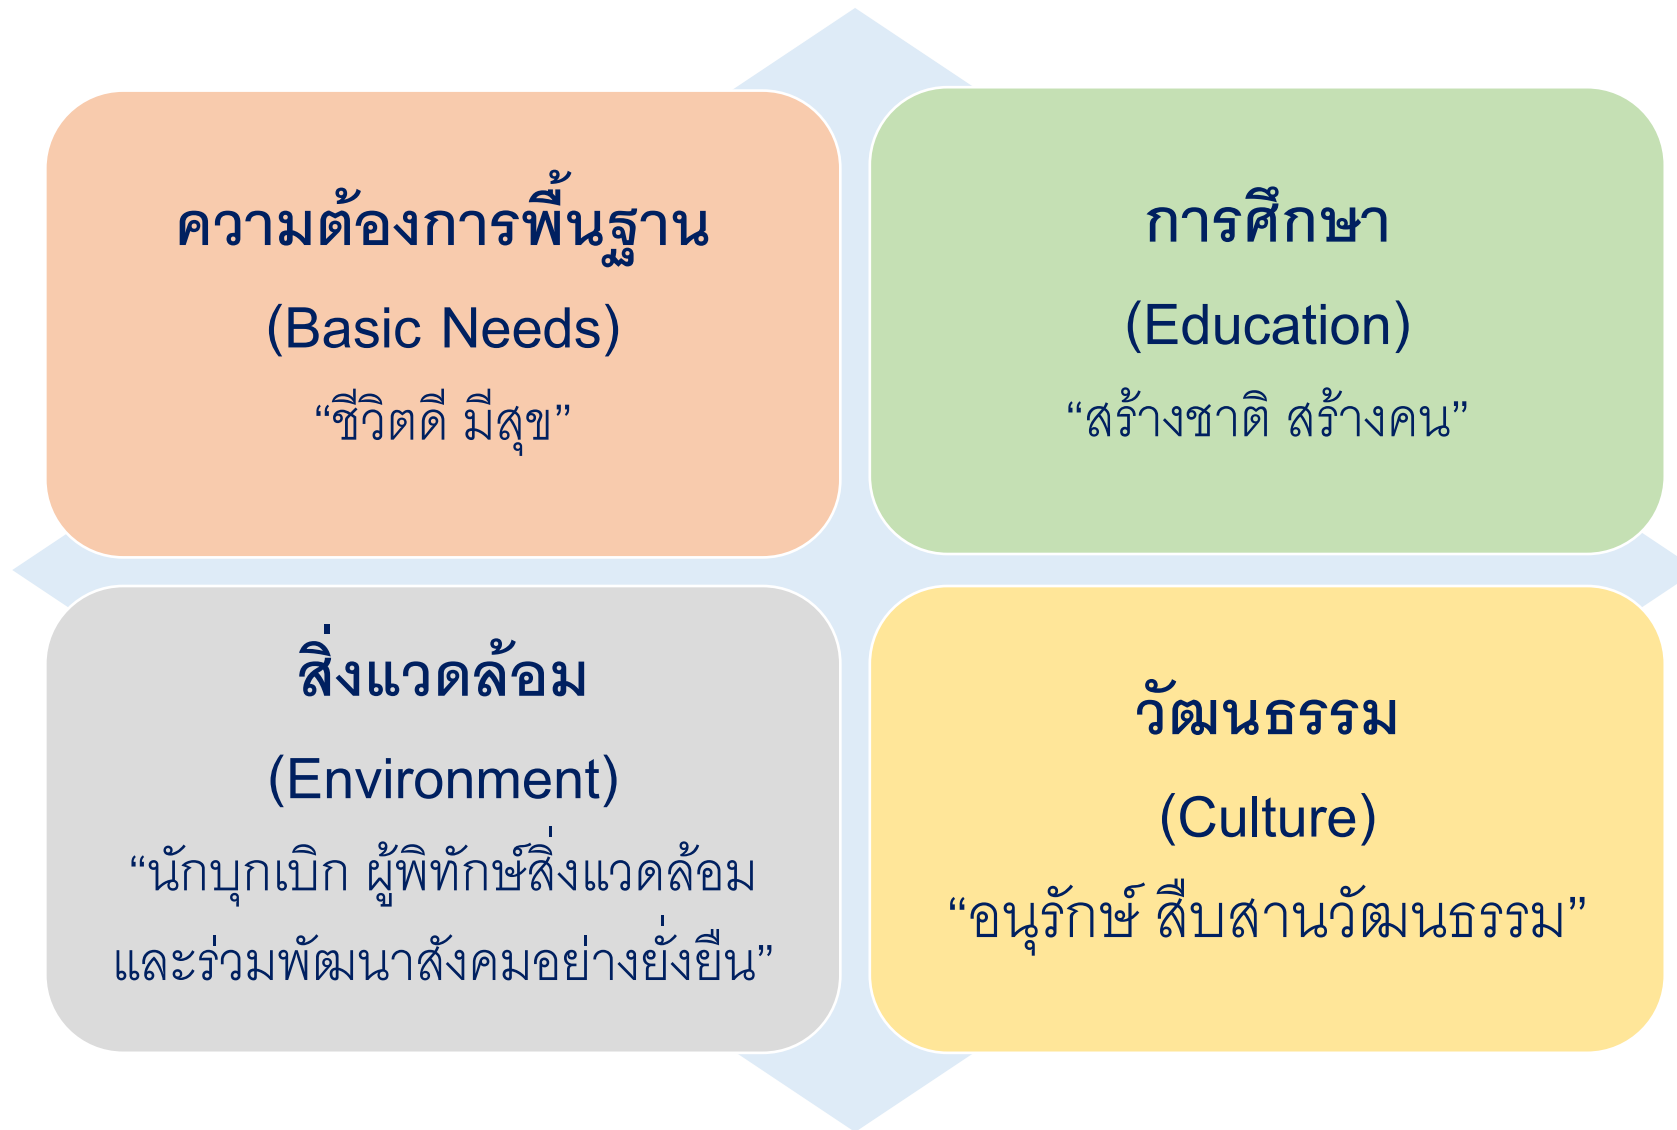 ความต้องการพื้นฐาน
(Basic Needs)
“ชีวิตดี มีสุข”
การศึกษา
(Education)
“สร้างชาติ สร้างคน”
สิ่งแวดล้อม
(Environment)
“นักบุกเบิก ผู้พิทักษ์สิ่งแวดล้อม
และร่วมพัฒนาสังคมอย่างยั่งยืน”
วัฒนธรรม
(Culture)
“อนุรักษ์ สืบสานวัฒนธรรม”